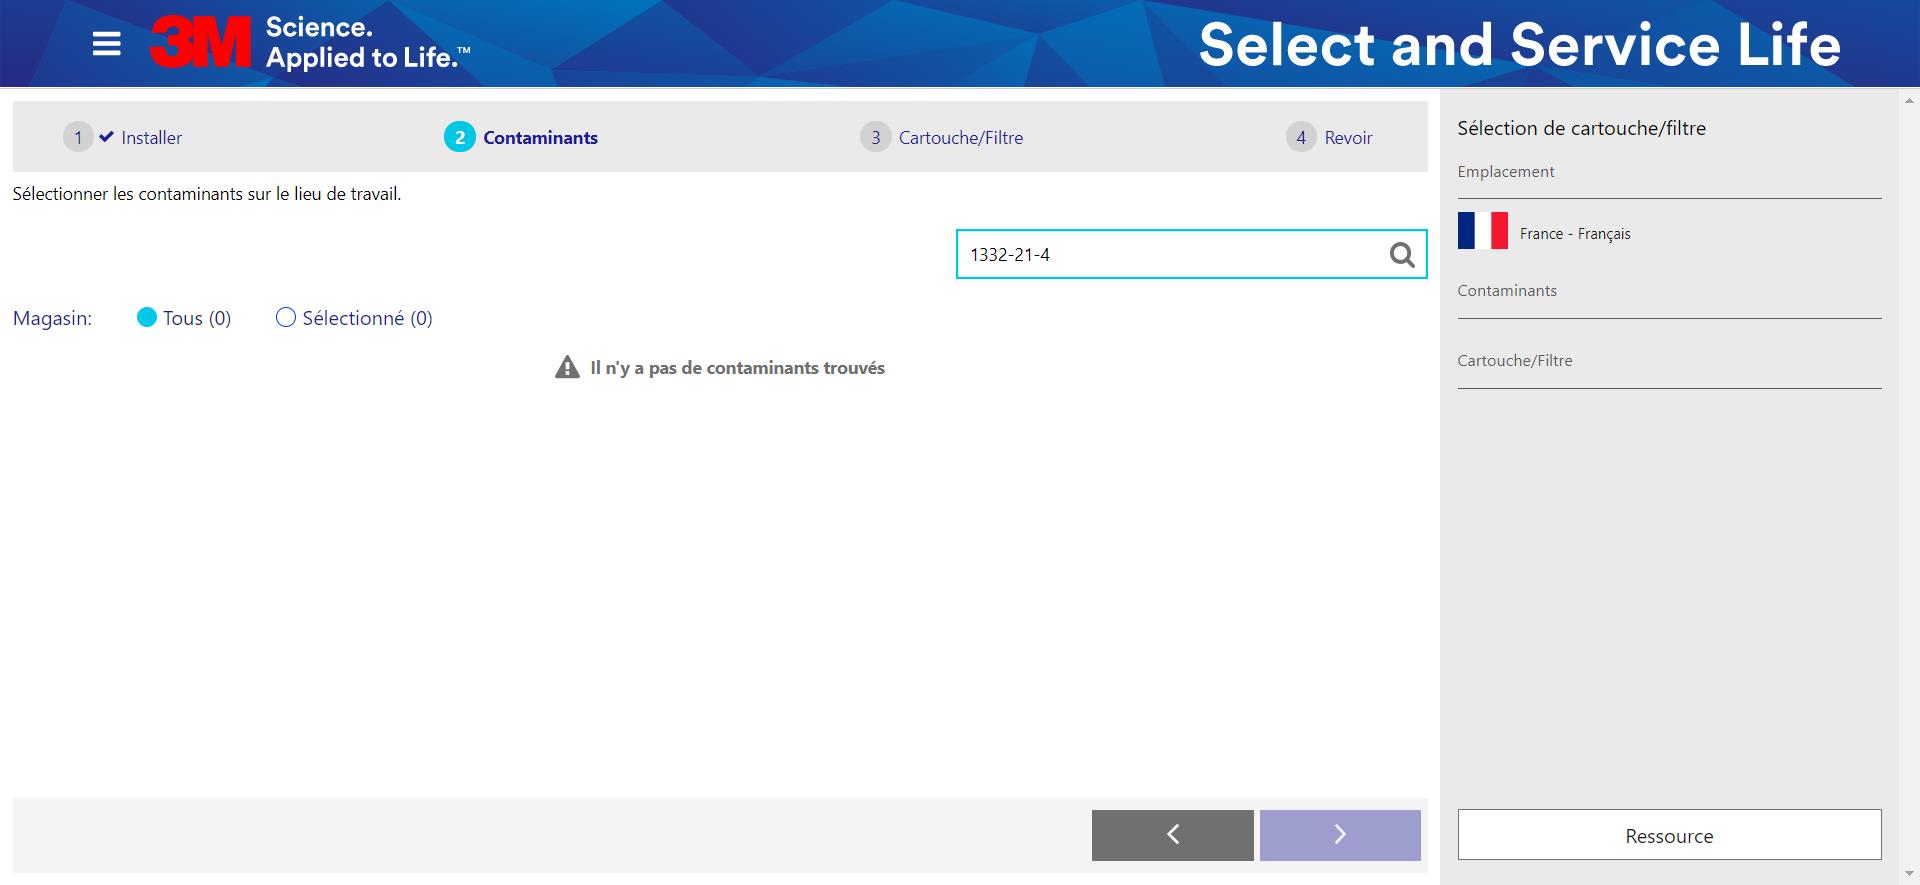 3M Science.
Applied to Life.™
Select and Service Life
1 Installer
2 Contaminants
3 Cartouche/Filtre
4 Revoir
Sélectionner les contaminants sur le lieu de travail.
1332-21-4
Magasin: Tous (0) Sélectionné (0)
Il n'y a pas de contaminants trouvés
Sélection de cartouche/filtre
Emplacement
France - Français
Contaminants
Cartouche/Filtre
Ressource